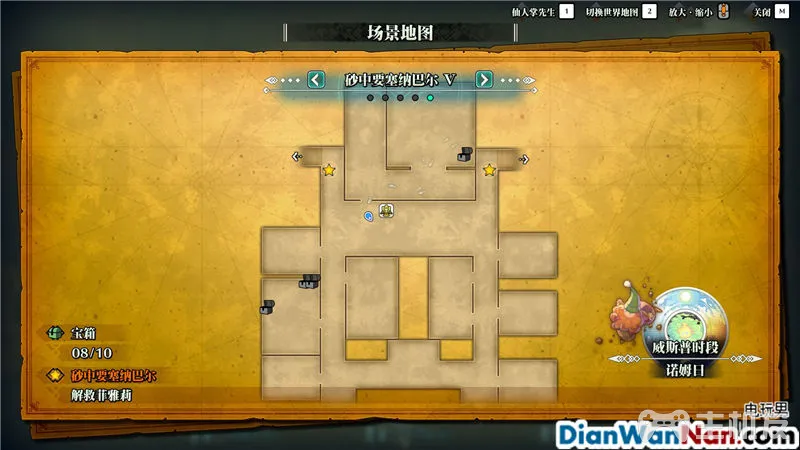 仙人掌先生 1 切换世界地图 2 放大·缩小 关闭 M
场景地图
砂中要塞纳巴尔 V
宝箱
08/10
砂中要塞纳巴尔
解救菲雅莉
威斯普时段
诺姆日
电玩男
DianWanNan.com